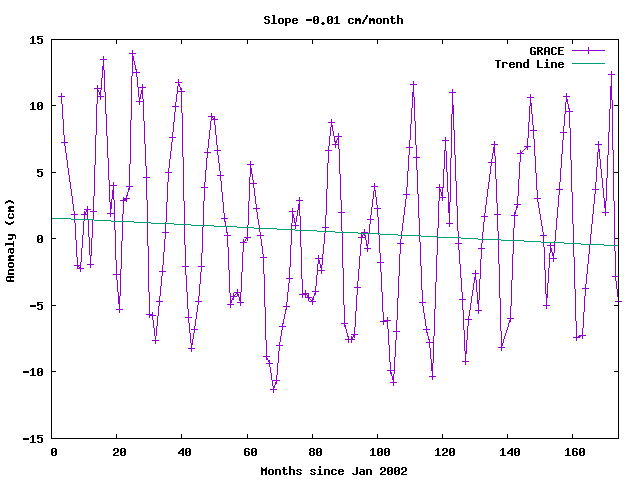 Slope -0.01 cm/month
GRACE
Trend Line
15
10
5
0
-5
-10
-15
Anomaly (cm)
0 20 40 60 80 100 120 140 160
Months since Jan 2002